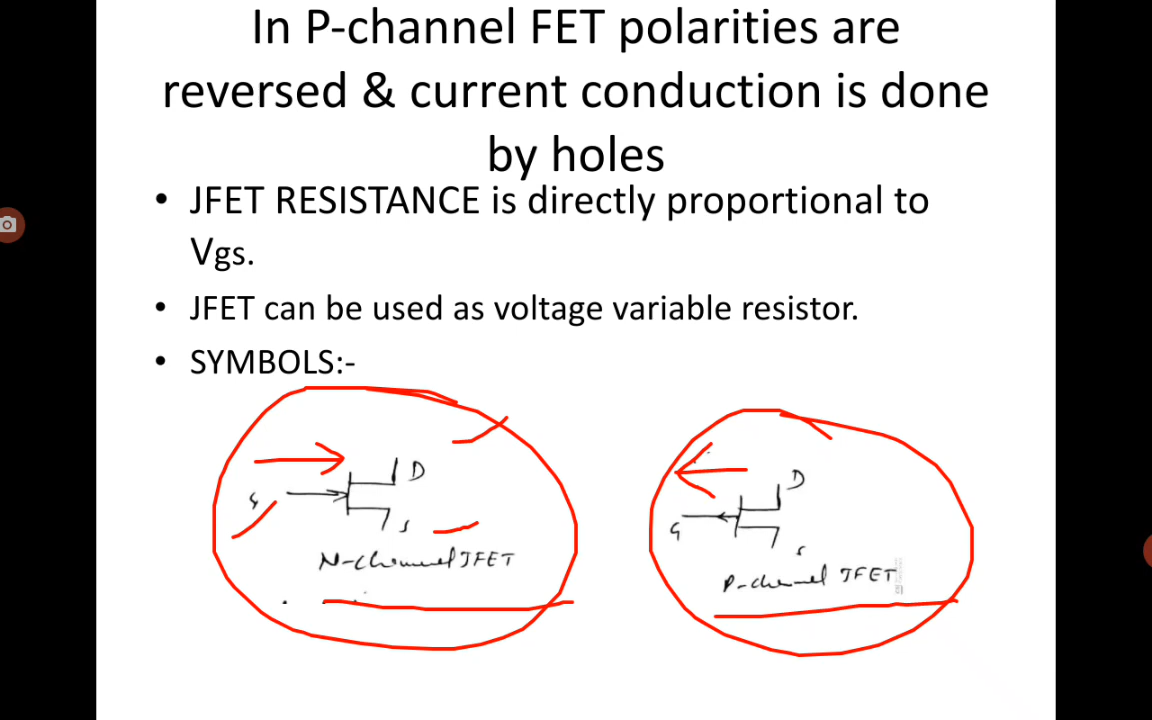 In P-channel FET polarities are
reversed & current conduction is done
by holes
• JFET RESISTANCE is directly proportional to
Vgs.
• JFET can be used as voltage variable resistor.
• SYMBOLS:-
D
S
N-channel JFET
D
G
S
P-channel JFET